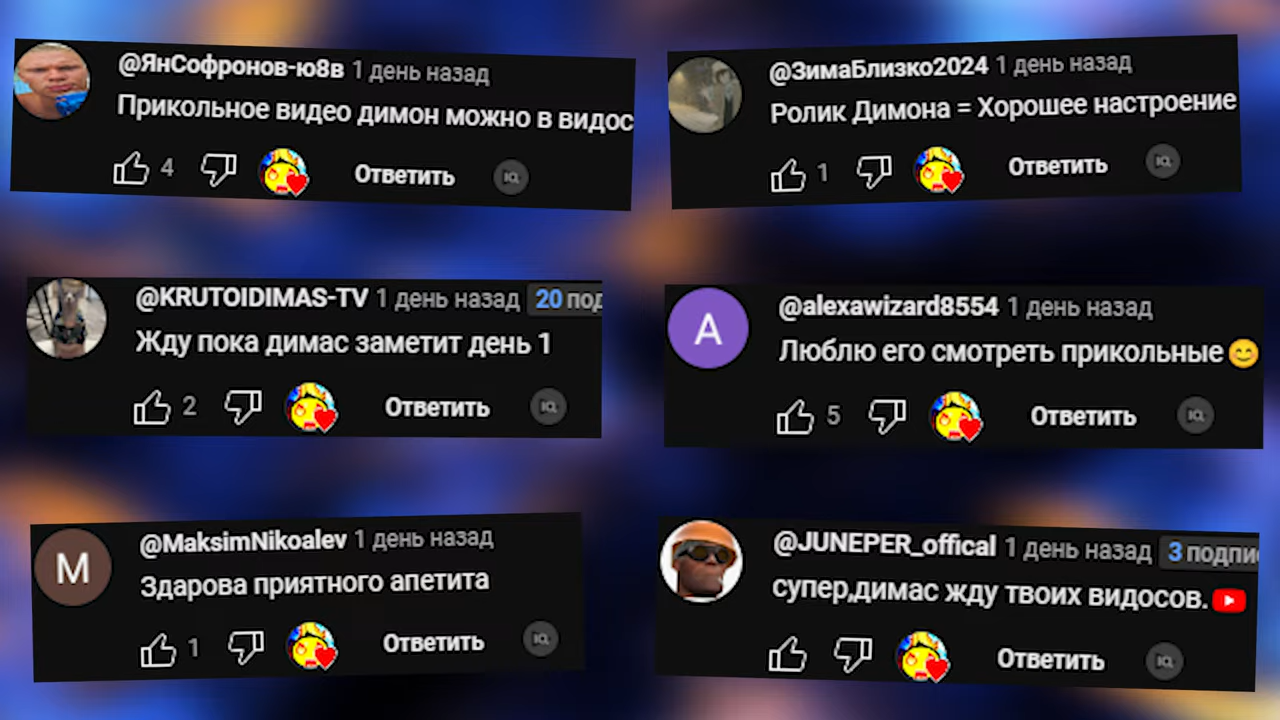 @ЯнСофронов-ю8в 1 день назад
Прикольное видео димон можно в видос
4 Ответить
@ЗимаБлизко2024 1 день назад
Ролик Димона = Хорошее настроение
1 Ответить
@KRUTOIDIMAS-TV 1 день назад 20 под
Жду пока димас заметит день 1
2 Ответить
@alexawizard8554 1 день назад
A
Люблю его смотреть прикольные😊
5 Ответить
@MaksimNikoalev 1 день назад
M
Здарова приятного апетита
1 Ответить
@JUNEPER_offical 1 день назад 3 подпи
супер,димас жду твоих видосов.
Ответить